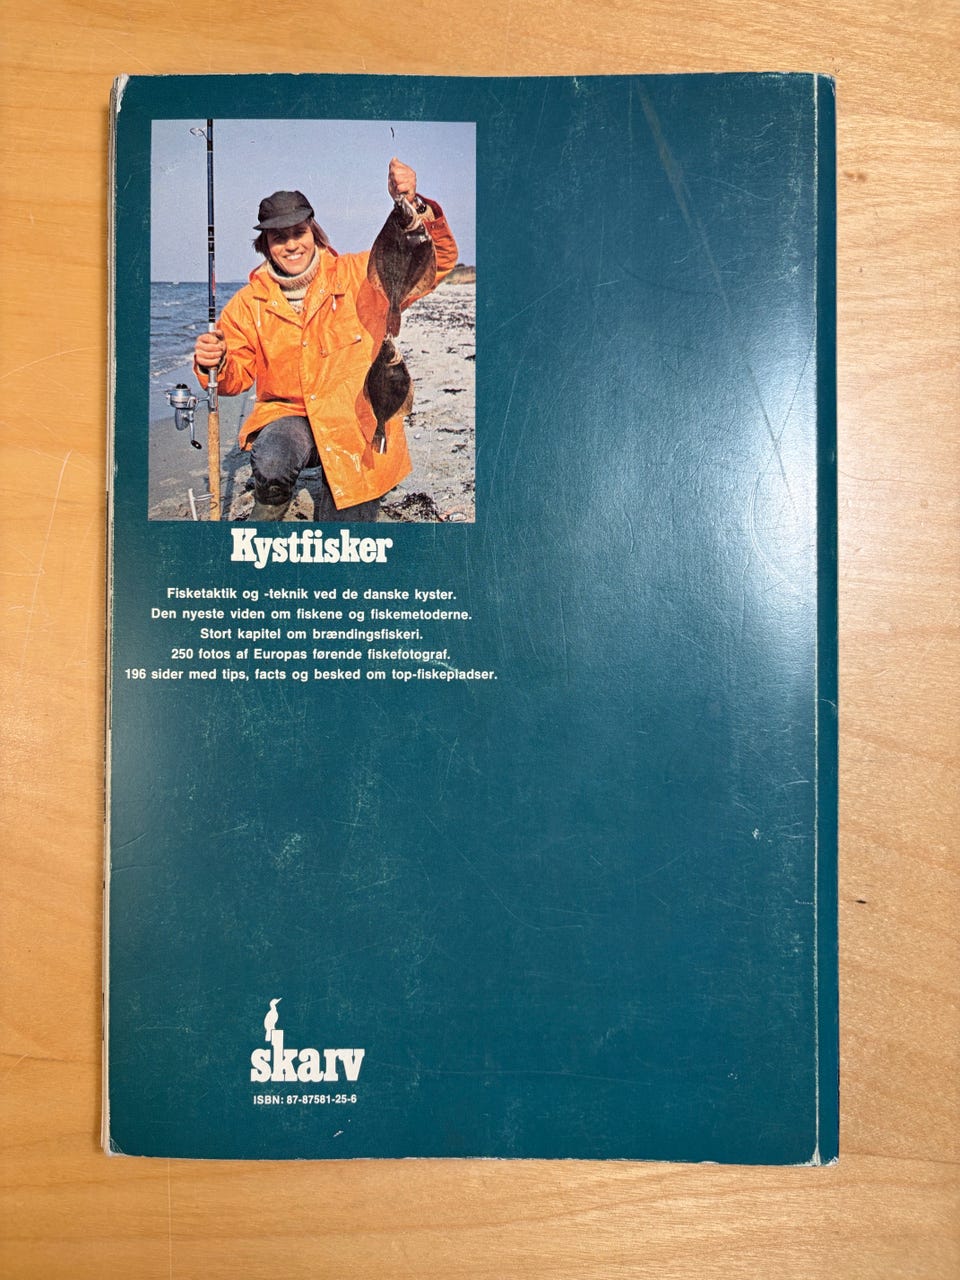 Kystfisker
Fisketaktik og -teknik ved de danske kyster.
Den nyeste viden om fiskene og fiskemetoderne.
Stort kapitel om brændingsfiskeri.
250 fotos af Europas førende fiskefotograf.
196 sider med tips, facts og besked om top-fiskepladser.
skarv
ISBN: 87-87581-25-6